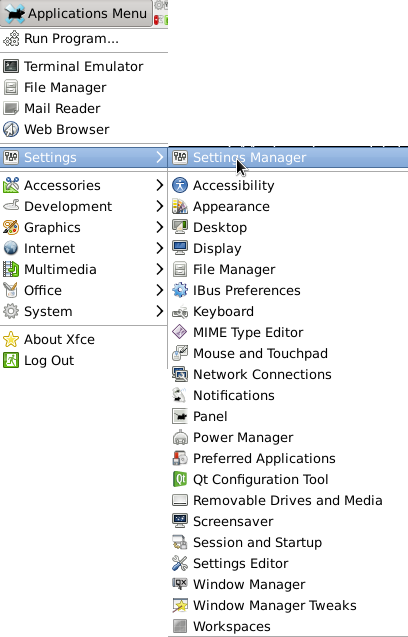 Applications Menu
Run Program...
Terminal Emulator
File Manager
Mail Reader
Web Browser
Settings
Accessories
Development
Graphics
Internet
Multimedia
Office
System
About Xfce
Log Out
Settings Manager
Accessibility
Appearance
Desktop
Display
File Manager
IBus Preferences
Keyboard
MIME Type Editor
Mouse and Touchpad
Network Connections
Notifications
Panel
Power Manager
Preferred Applications
Qt Configuration Tool
Removable Drives and Media
Screensaver
Session and Startup
Settings Editor
Window Manager
Window Manager Tweaks
Workspaces